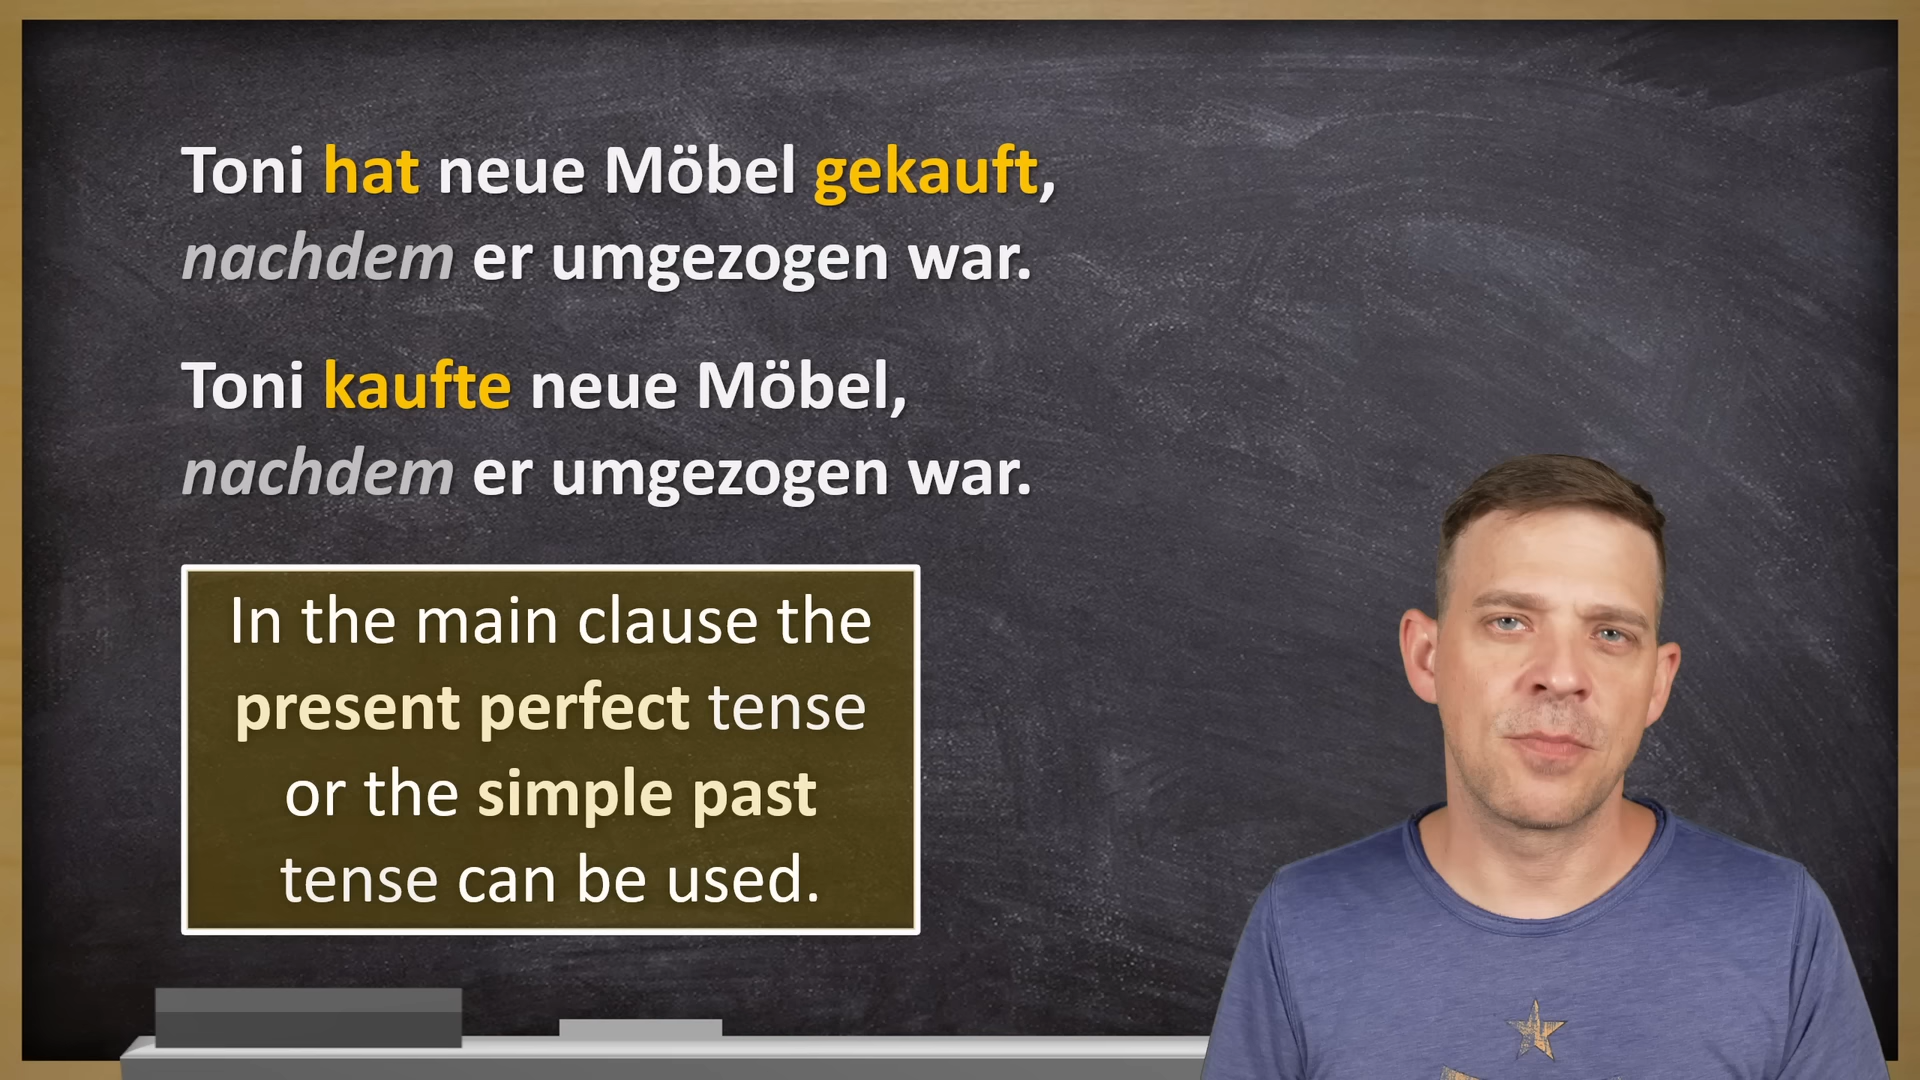 Toni hat neue Möbel gekauft,
nachdem er umgezogen war.
Toni kaufte neue Möbel,
nachdem er umgezogen war.
In the main clause the
present perfect tense
or the simple past
tense can be used.